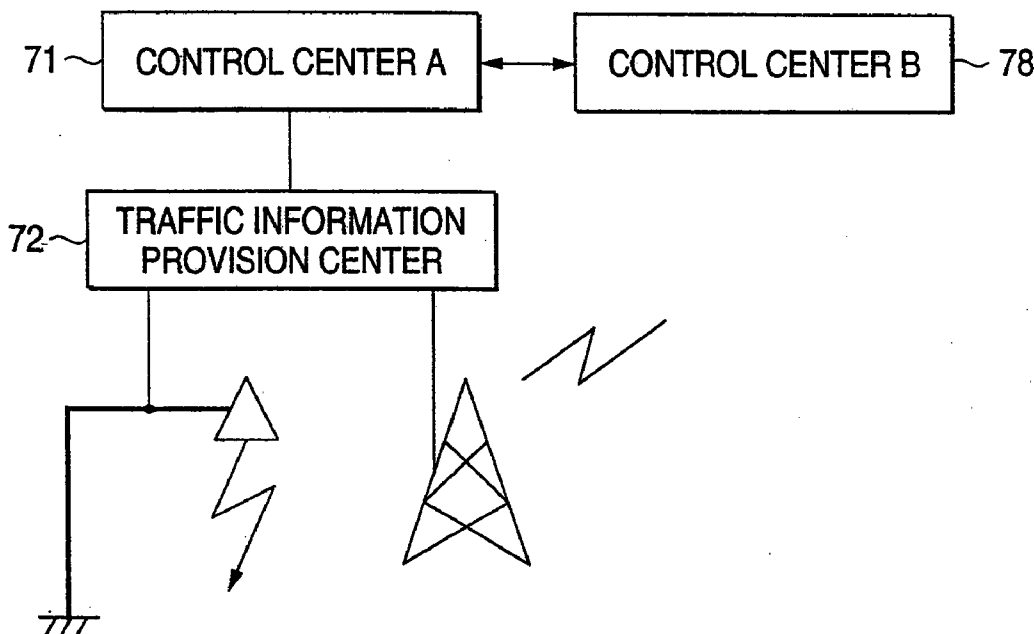 71
CONTROL CENTER A
CONTROL CENTER B
78
72
TRAFFIC INFORMATION
PROVISION CENTER